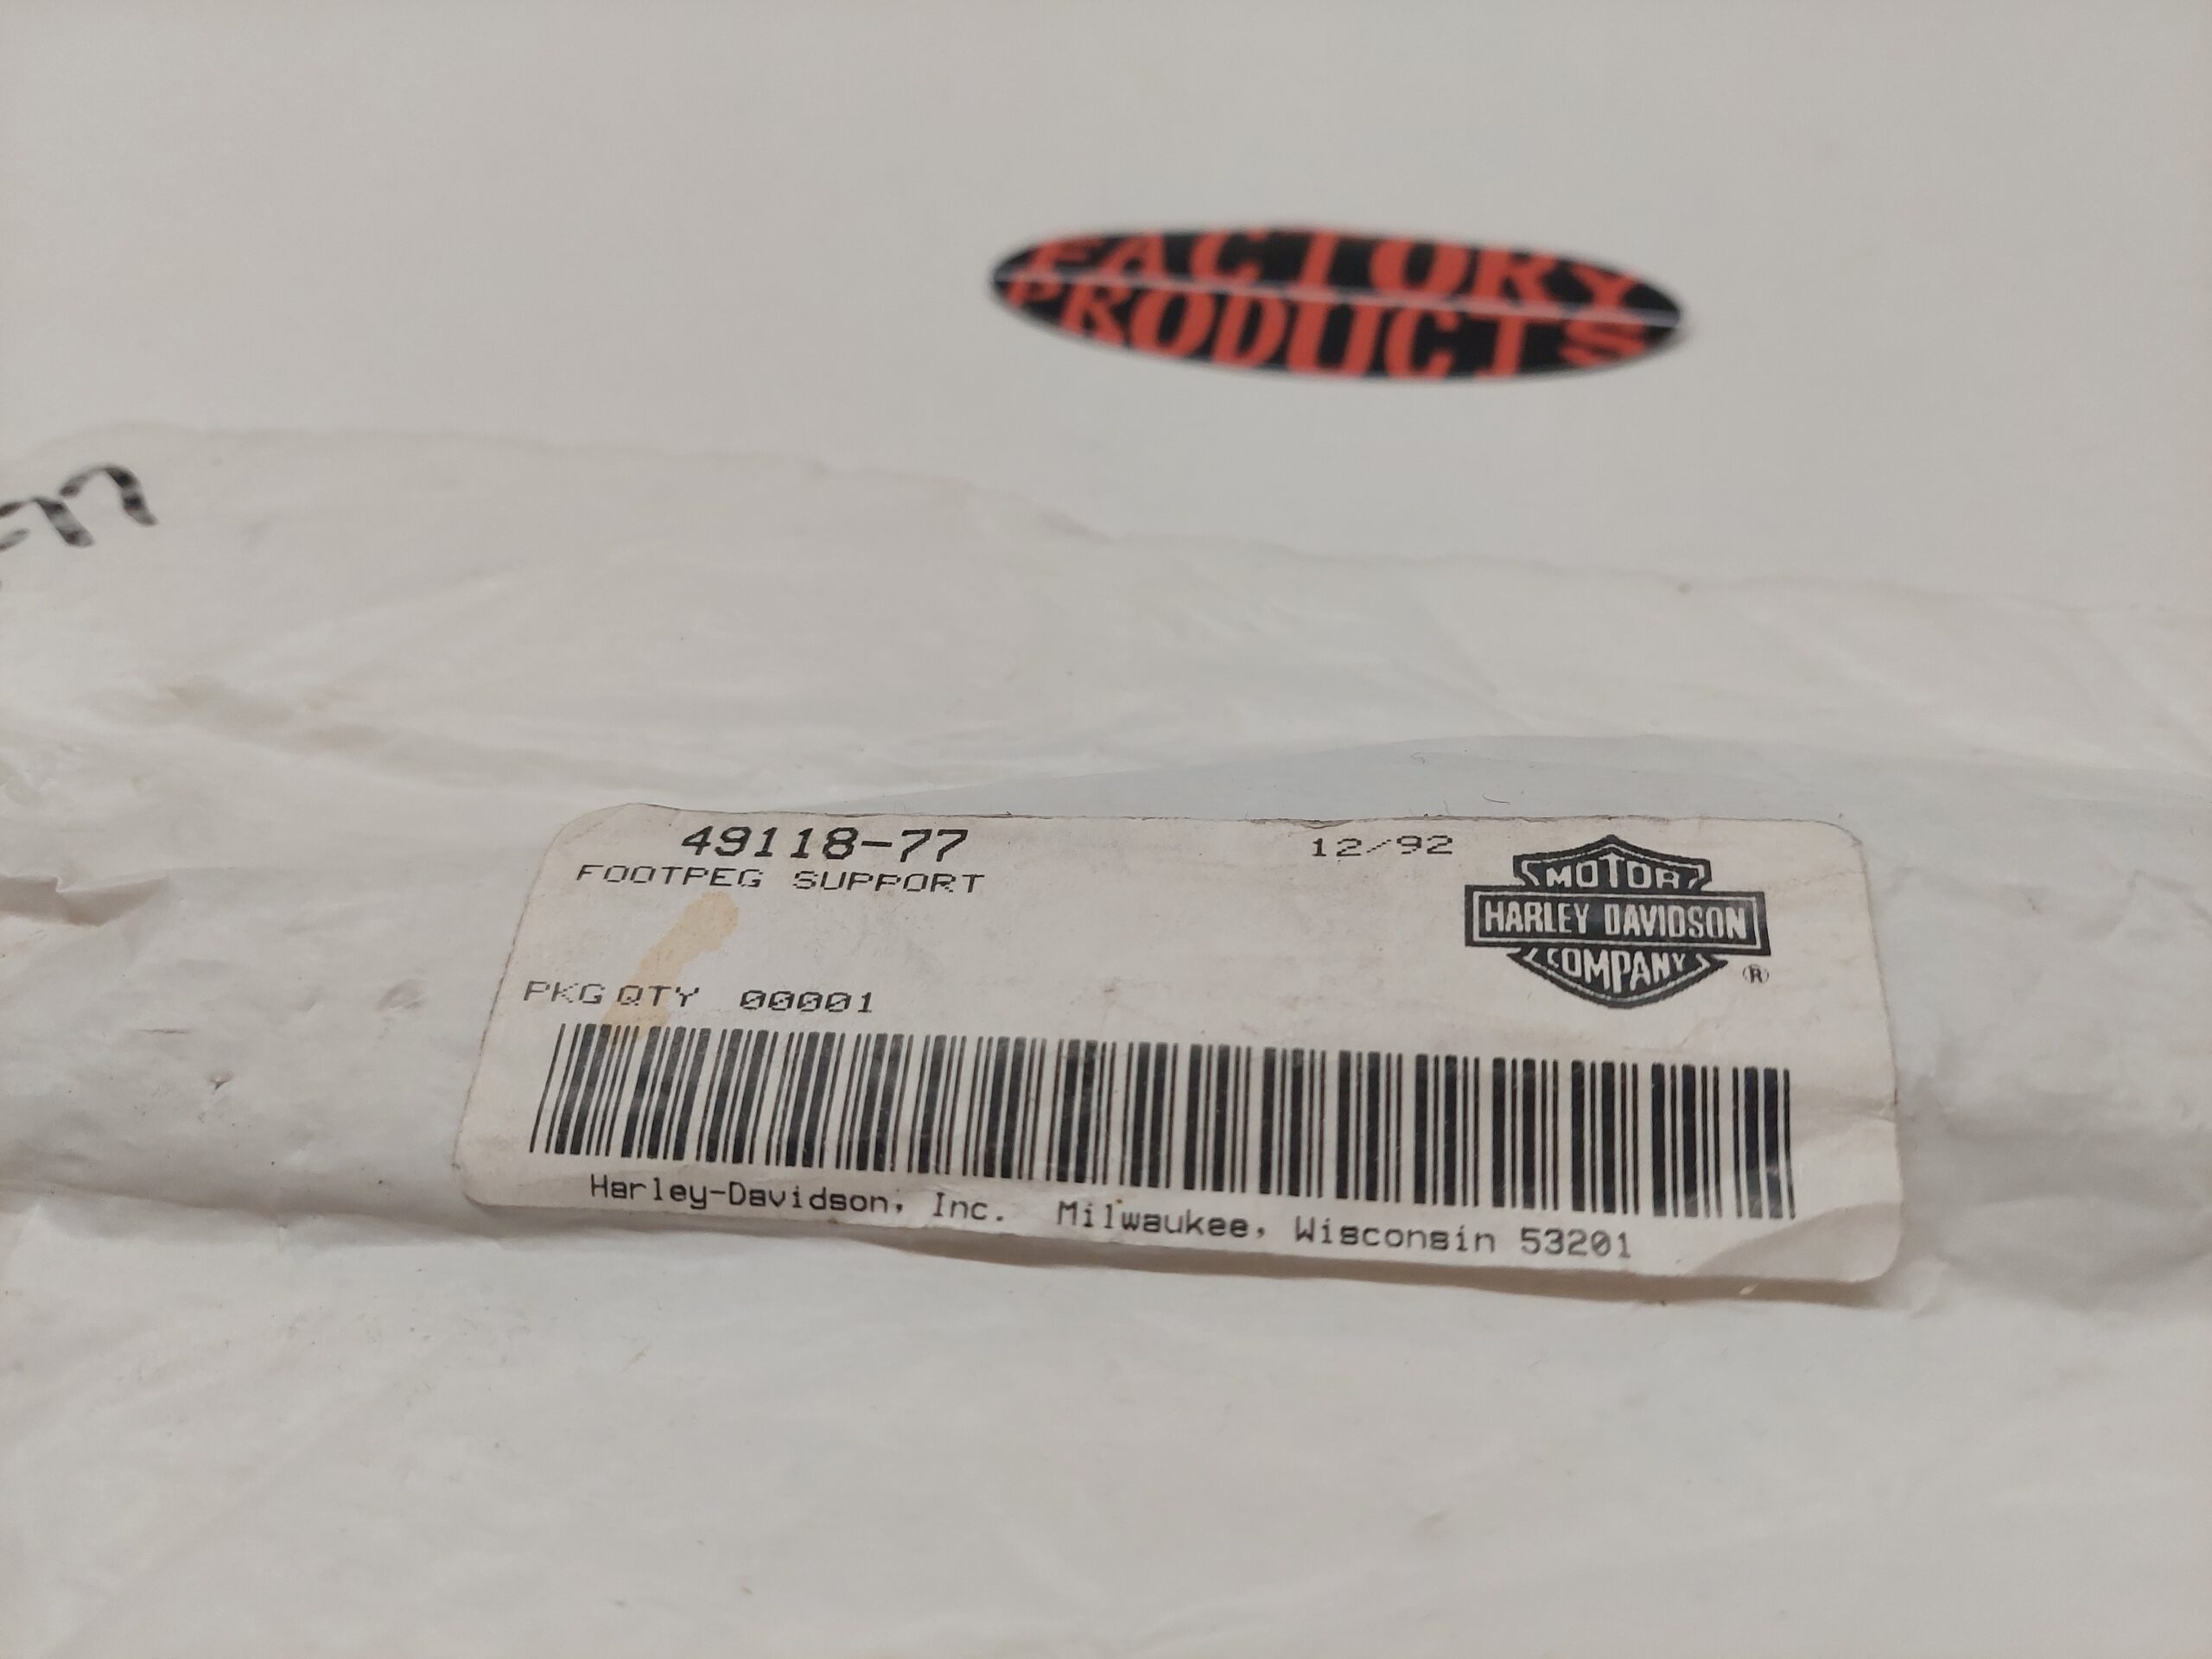 FACTORY
PRODUCTS
-77
49118-77
12/92
FOOTPEG SUPPORT
MOTOR
HARLEY DAVIDSON
COMPANY
®
PKG QTY 00001
Harley-Davidson, Inc. Milwaukee, Wisconsin 53201